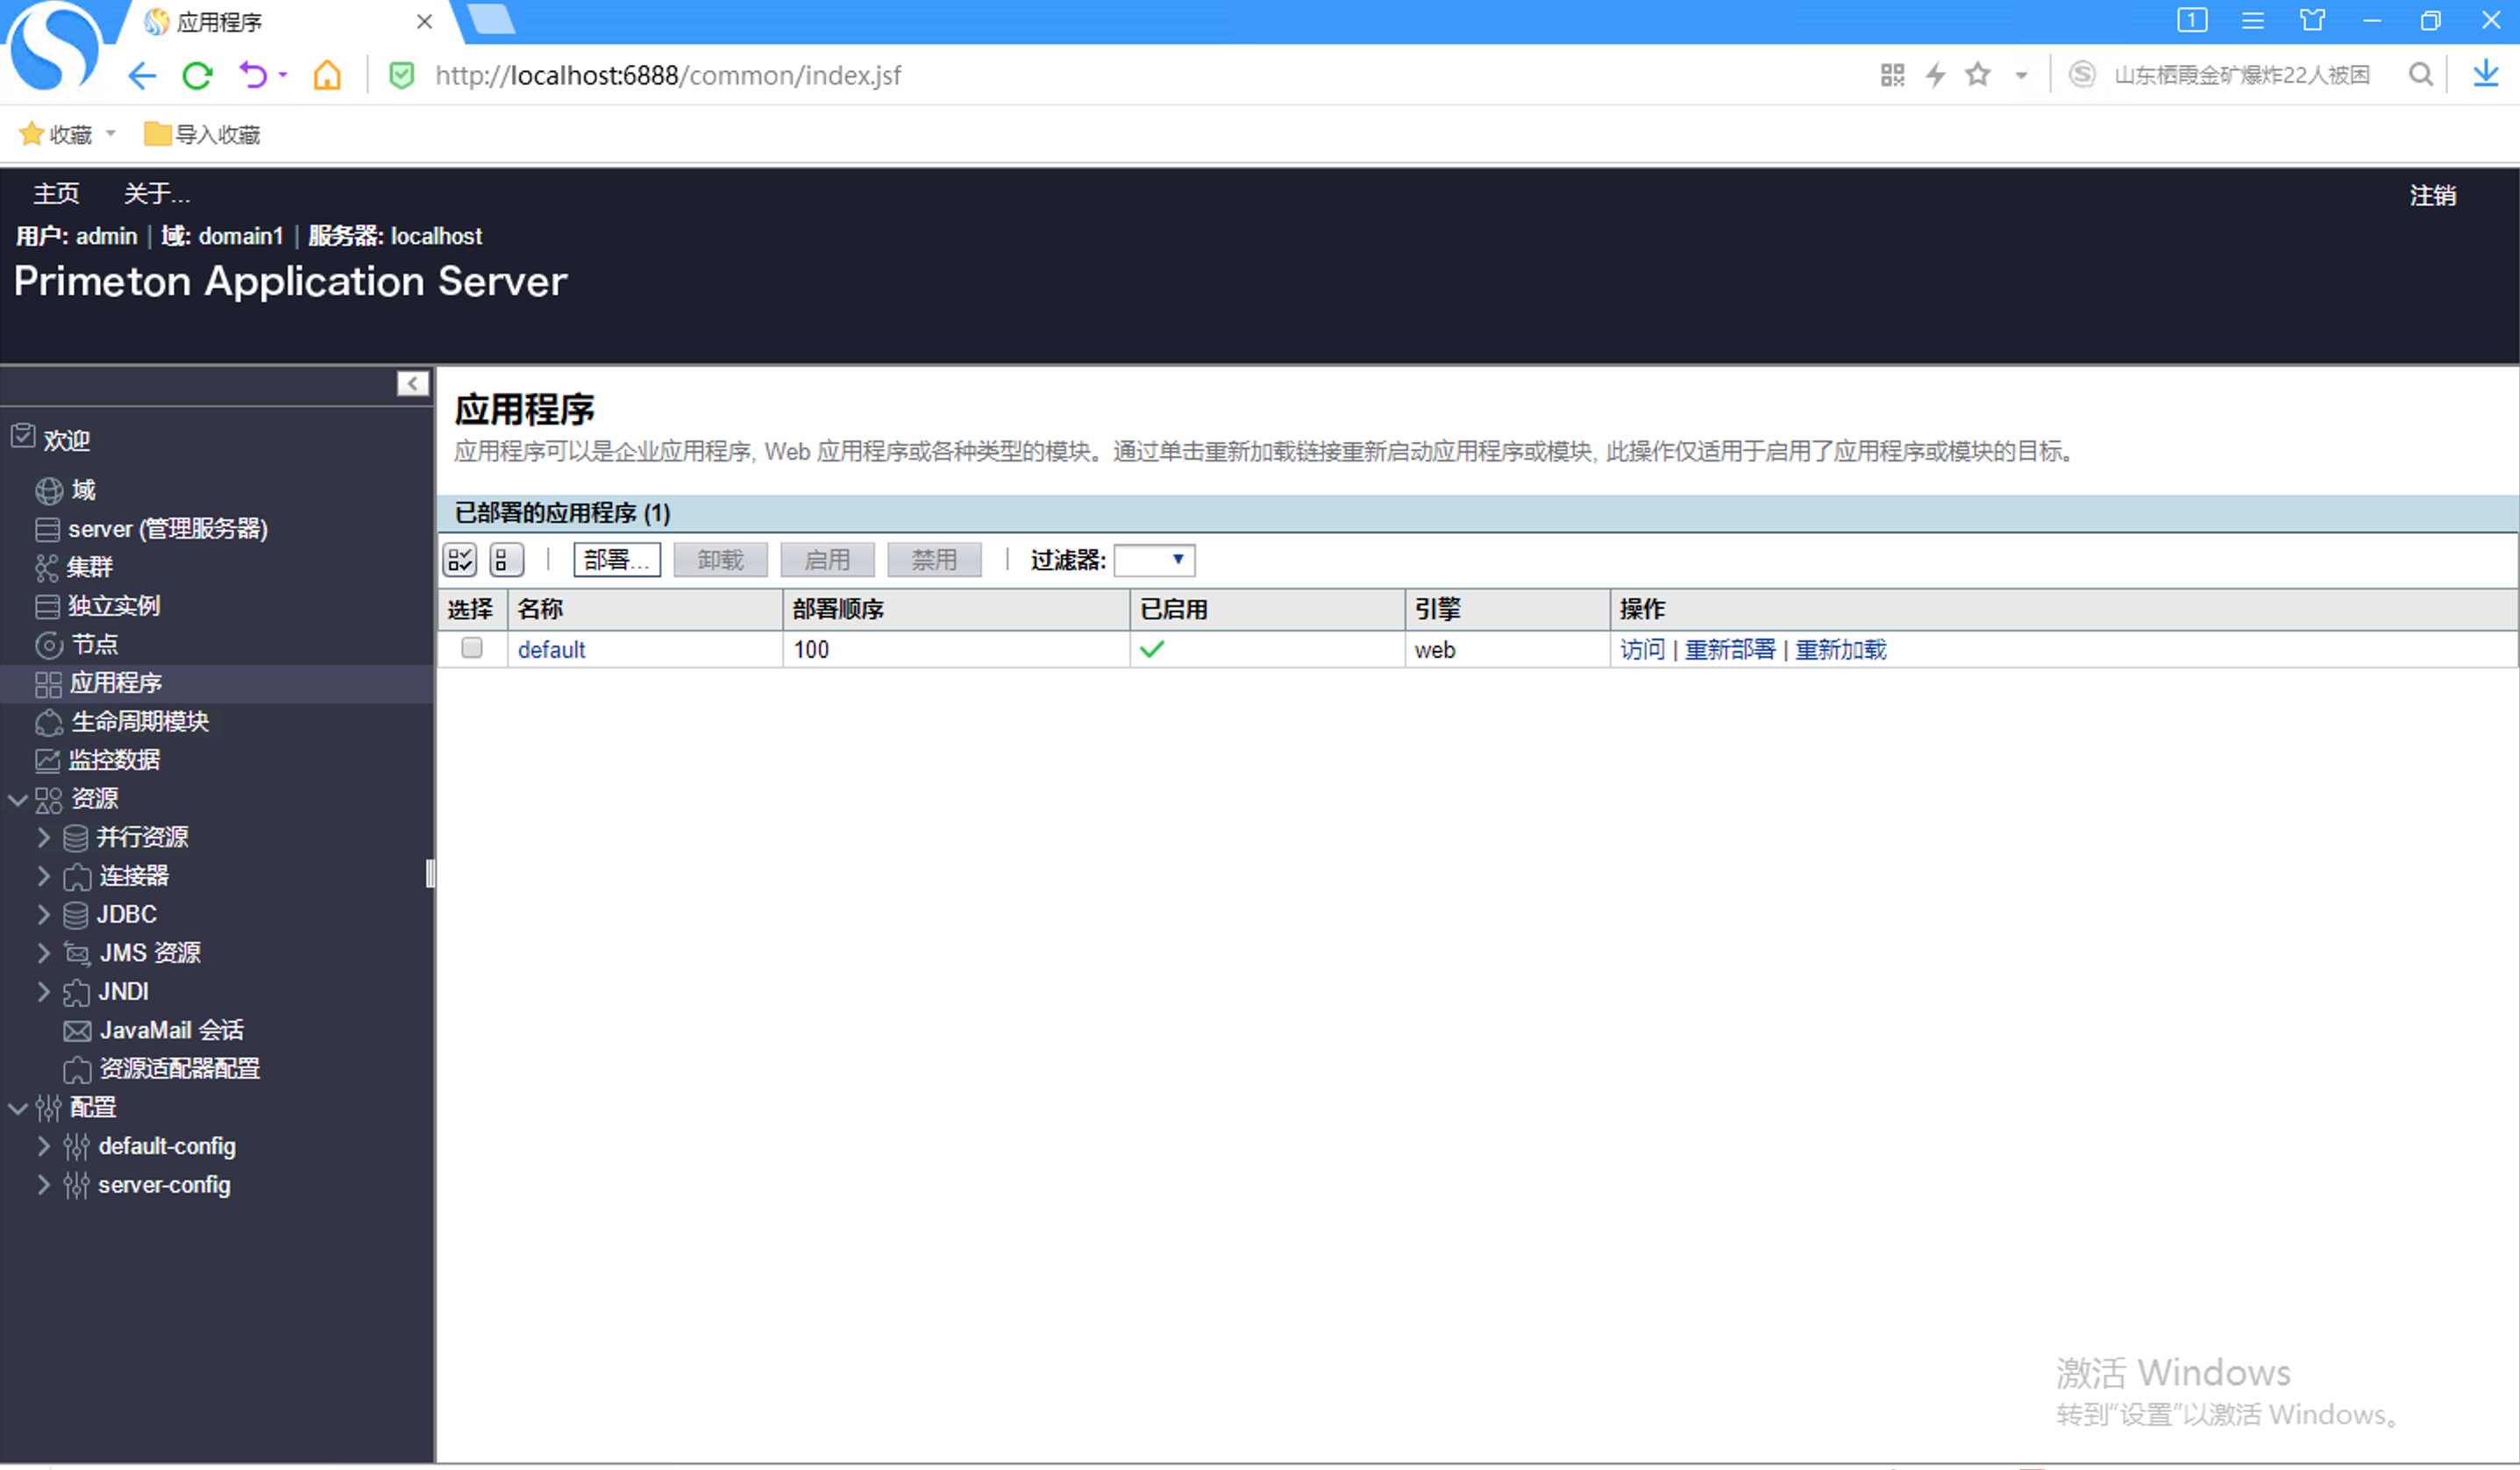 应用程序
1
http://localhost:6888/common/index.jsf
山东栖霞金矿爆炸22人被困
收藏 导入收藏
主页 关于... 注销
用户: admin | 域: domain1 | 服务器: localhost
Primeton Application Server
欢迎
域
server (管理服务器)
集群
独立实例
节点
应用程序
生命周期模块
监控数据
资源
并行资源
连接器
JDBC
JMS 资源
JNDI
JavaMail 会话
资源适配器配置
配置
default-config
server-config
应用程序
应用程序可以是企业应用程序, Web 应用程序或各种类型的模块。通过单击重新加载链接重新启动应用程序或模块, 此操作仅适用于启用了应用程序或模块的目标。
已部署的应用程序 (1)
部署... 卸载 启用 禁用 过滤器:
选择 名称 部署顺序 已启用 引擎 操作
default 100 web 访问 | 重新部署 | 重新加载
激活 Windows
转到“设置”以激活 Windows。